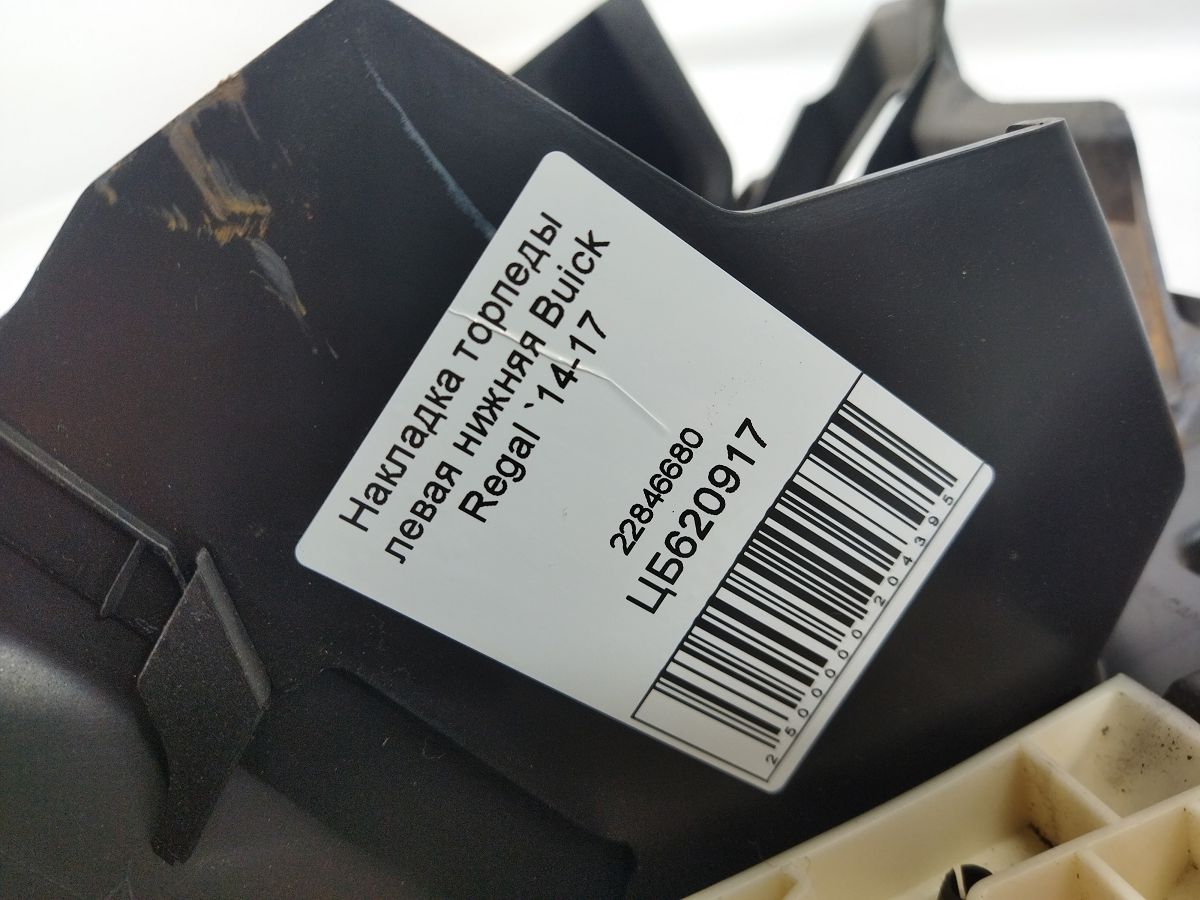 Накладка торпеды
левая нижняя Buick
Regal `14-17
22846680
ЦБ620917
2500000204395